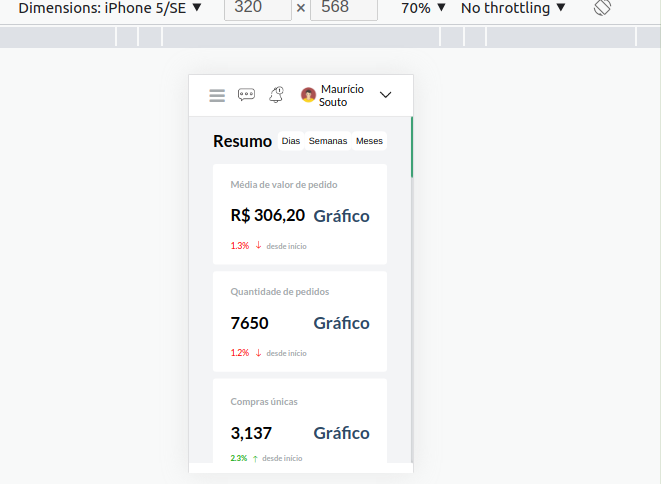 Dimensions: iPhone 5/SE ▼ 320 × 568 70% ▼ No throttling ▼
Maurício
Souto
Resumo Dias Semanas Meses
Média de valor de pedido
R$ 306,20 Gráfico
1.3% ↓ desde início
Quantidade de pedidos
7650 Gráfico
1.2% ↓ desde início
Compras únicas
3,137 Gráfico
2.3% ↑ desde início